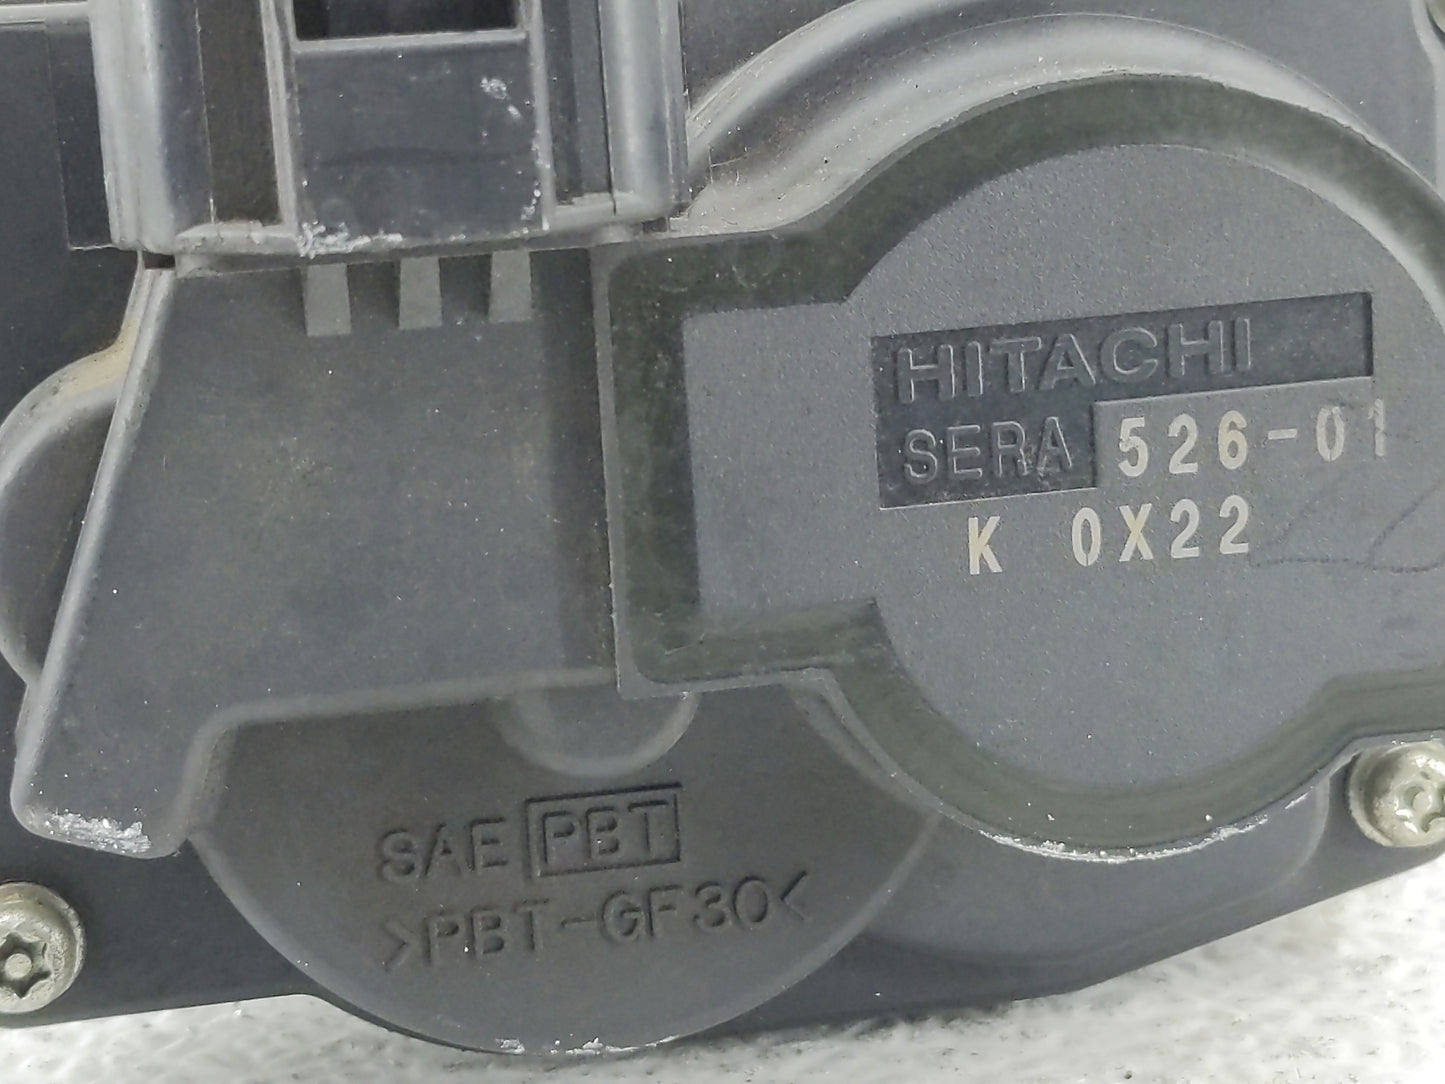 HITACHI
SERA 526-01
K 0X22
SAE PBT
>PBT-GF30<